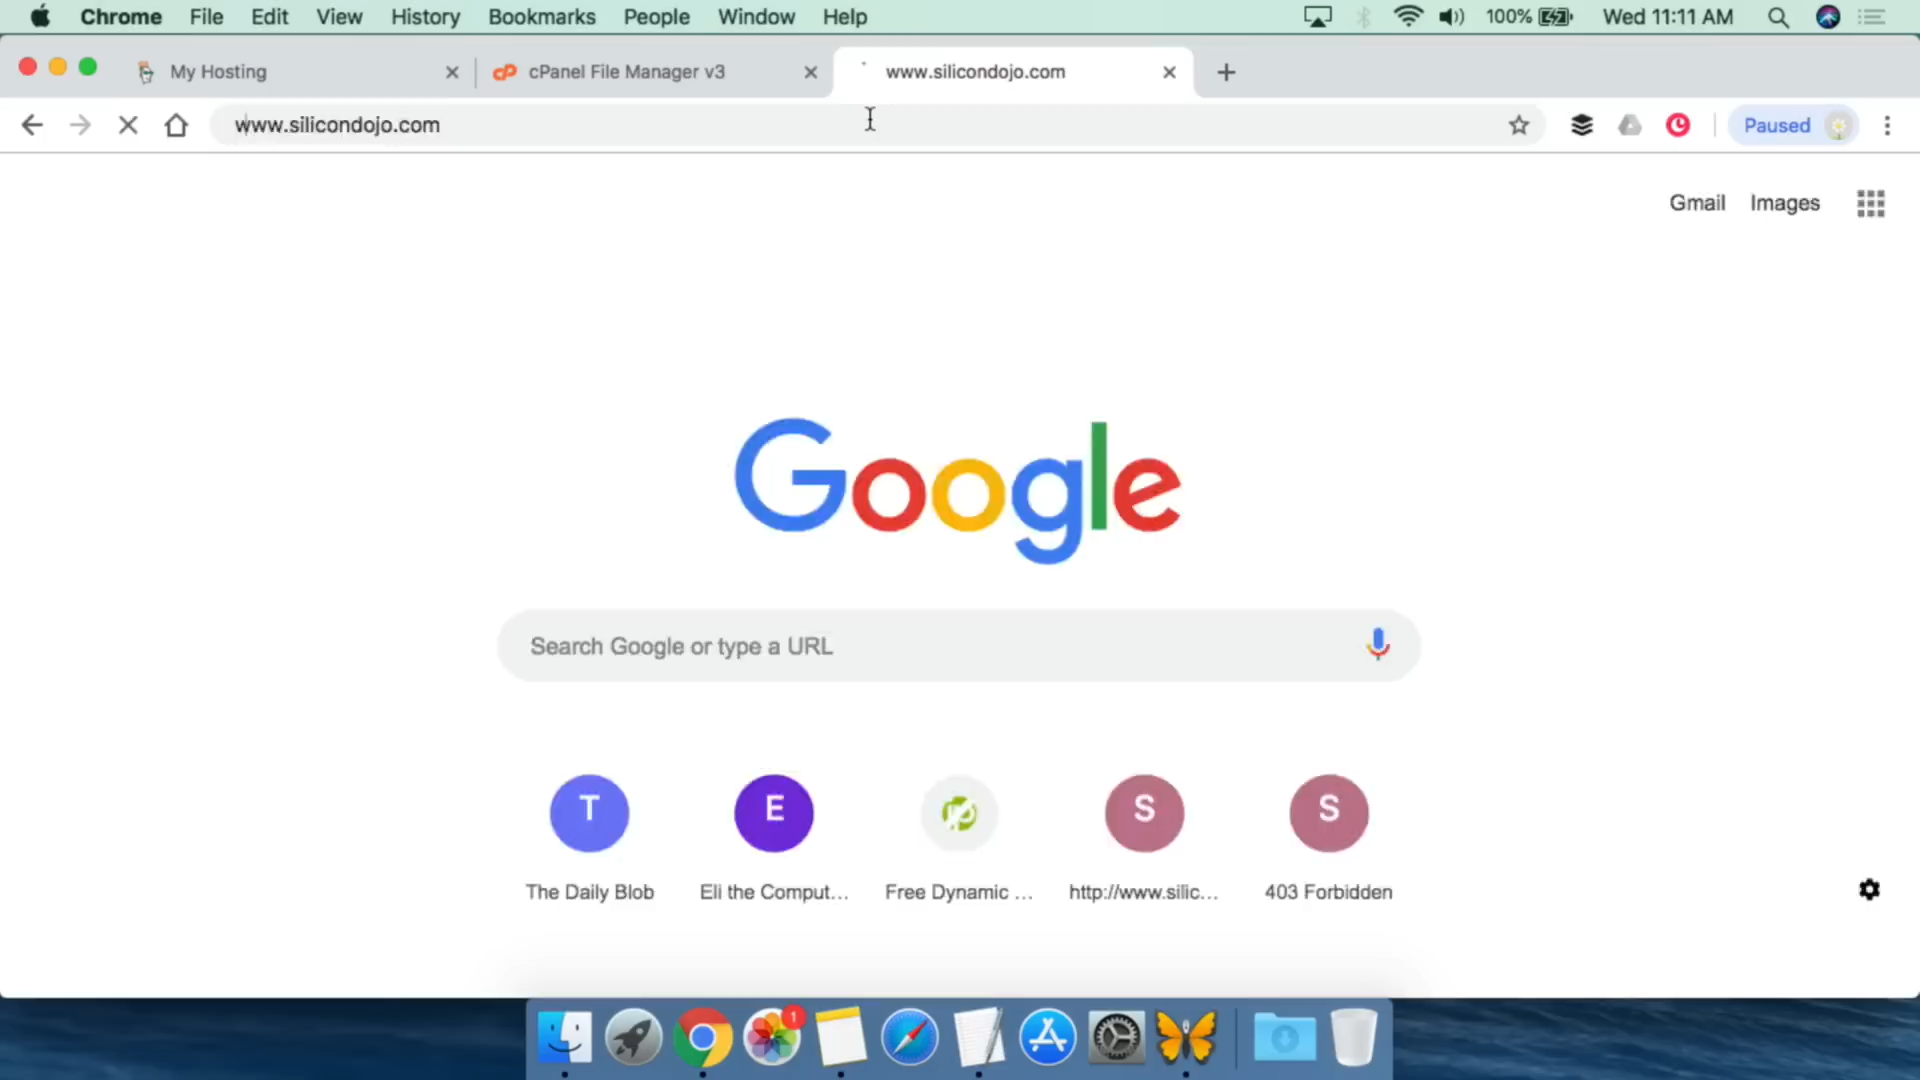 Chrome File Edit View History Bookmarks People Window Help 100% Wed 11:11 AM
My Hosting cPanel File Manager v3 www.silicondojo.com
www.silicondojo.com Paused
Gmail Images
Google
Search Google or type a URL
T E S S
The Daily Blob Eli the Comput... Free Dynamic ... http://www.silic... 403 Forbidden
1